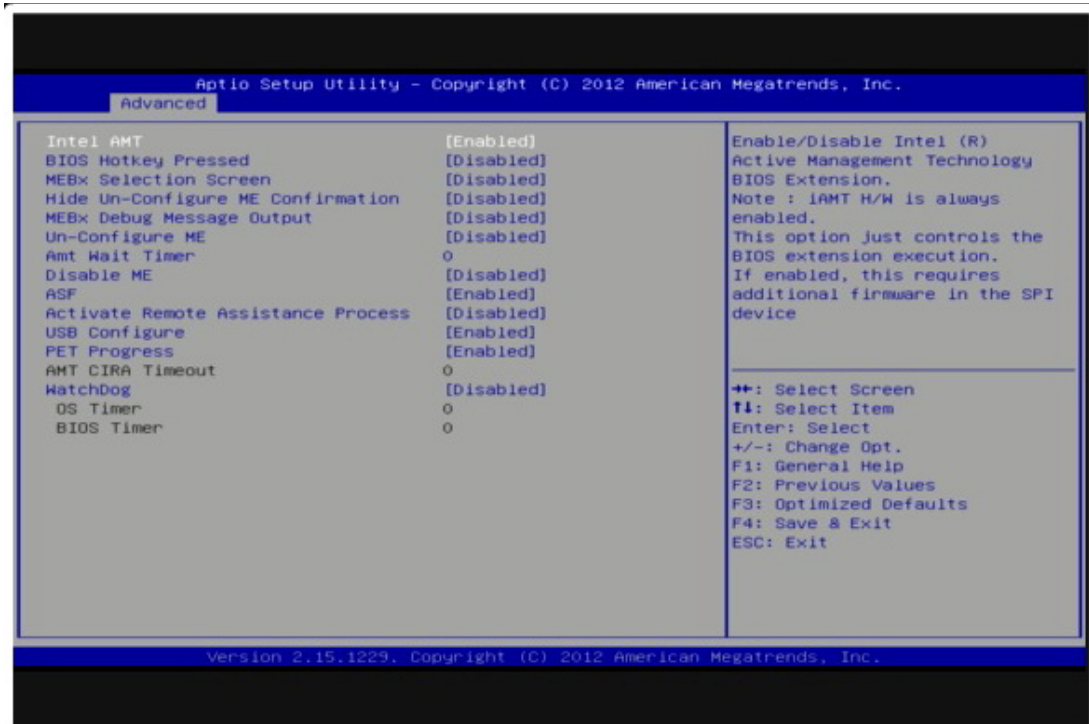 Aptio Setup Utility – Copyright (C) 2012 American Megatrends, Inc.
Advanced
Intel AMT [Enabled]
BIOS Hotkey Pressed [Disabled]
MEBx Selection Screen [Disabled]
Hide Un-Configure ME Confirmation [Disabled]
MEBx Debug Message Output [Disabled]
Un-Configure ME [Disabled]
Amt Wait Timer 0
Disable ME [Disabled]
ASF [Enabled]
Activate Remote Assistance Process [Disabled]
USB Configure [Enabled]
PET Progress [Enabled]
AMT CIRA Timeout 0
WatchDog [Disabled]
OS Timer 0
BIOS Timer 0
Enable/Disable Intel (R)
Active Management Technology
BIOS Extension.
Note : iAMT H/W is always
enabled.
This option just controls the
BIOS extension execution.
If enabled, this requires
additional firmware in the SPI
device
→←: Select Screen
↑↓: Select Item
Enter: Select
+/-: Change Opt.
F1: General Help
F2: Previous Values
F3: Optimized Defaults
F4: Save & Exit
ESC: Exit
Version 2.15.1229. Copyright (C) 2012 American Megatrends, Inc.